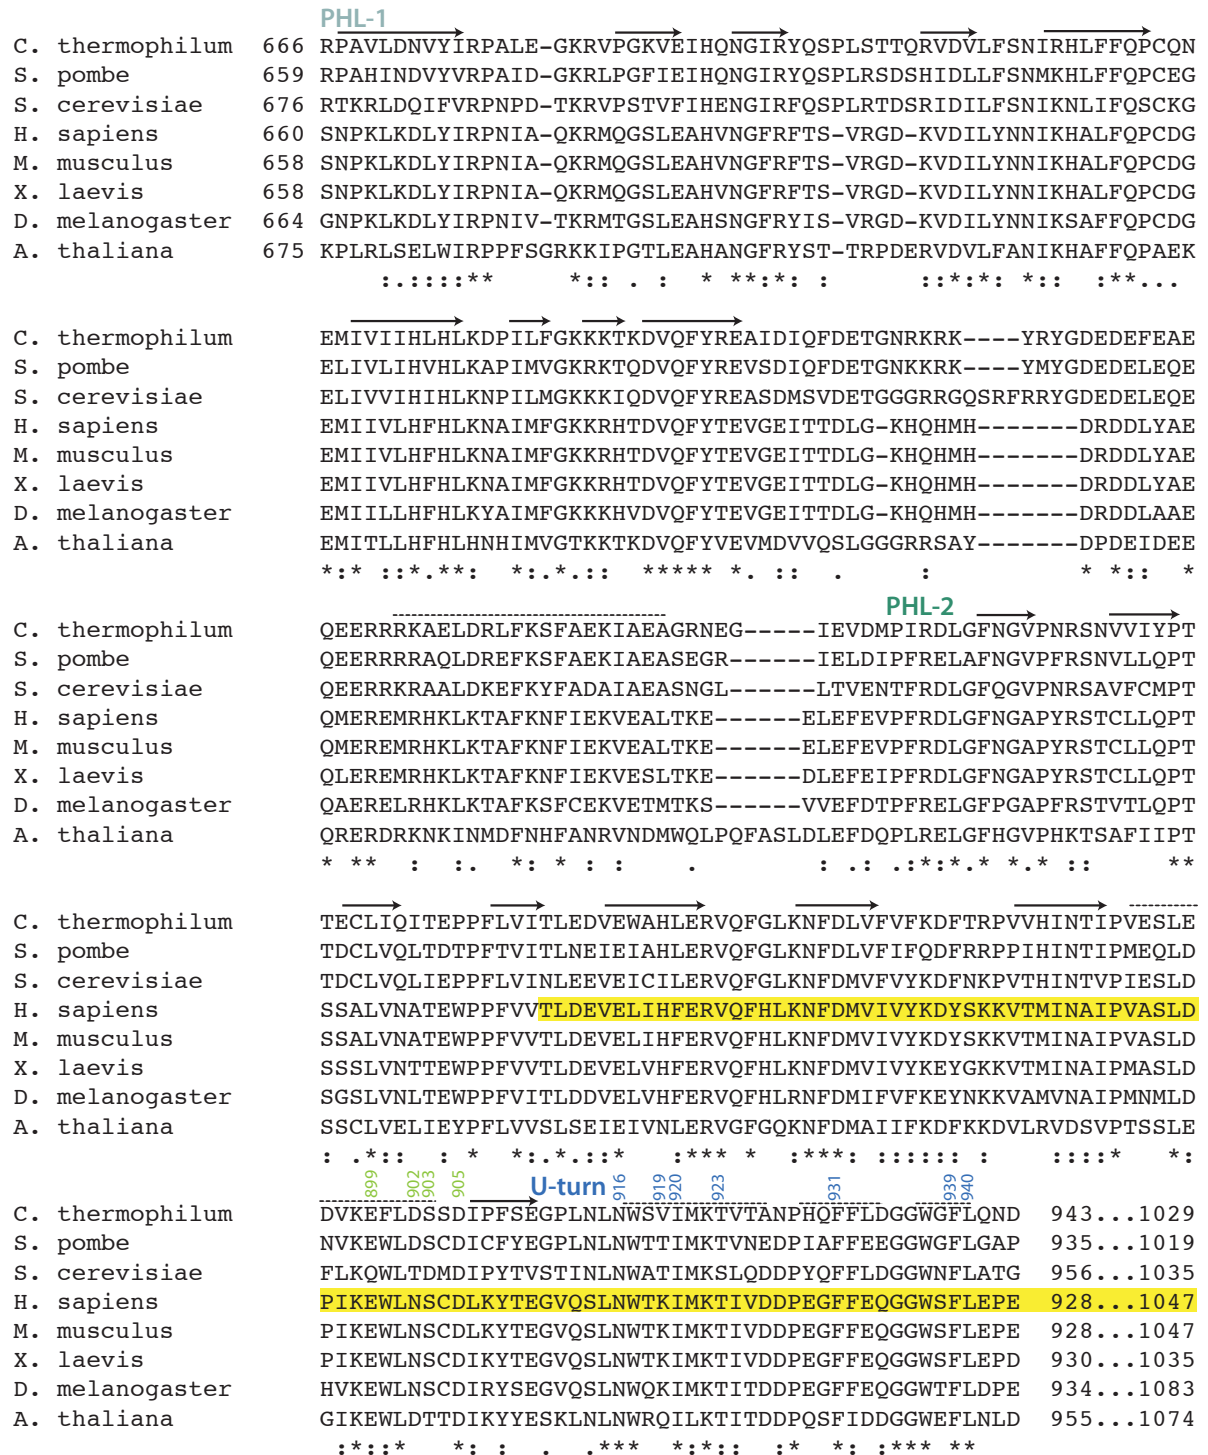 PHL-1
C. thermophilum 666 RPAVLDNVYIRPALE-GKRVPGKVEIHQNGIRYQSPLSTTQRVDVLFSNIRHLFFQPCQN
S. pombe 659 RPAHINDVYVRPAID-GKRLPGFIEIHQNGIRYQSPLRSDSHIDLLFSNMKHLFFQPCEG
S. cerevisiae 676 RTKRLDQIFVRPNPD-TKRVPSTVFIHENGIRFQSPLRTDSRIDILFSNIKNLIFQSCKG
H. sapiens 660 SNPKLKDLYIRPNIA-QKRMQGSLEAHVNGFRFTS-VRGD-KVDILYNNIKHALFQPCDG
M. musculus 658 SNPKLKDLYIRPNIA-QKRMQGSLEAHVNGFRFTS-VRGD-KVDILYNNIKHALFQPCDG
X. laevis 658 SNPKLKDLYIRPNIA-QKRMQGSLEAHVNGFRFTS-VRGD-KVDILYNNIKHALFQPCDG
D. melanogaster 664 GNPKLKDLYIRPNIV-TKRMTGSLEAHSNGFRYIS-VRGD-KVDILYNNIKSAFFQPCDG
A. thaliana 675 KPLRLSELWIRPPFSGRKKIPGTLEAHANGFRYST-TRPDERVDVLFANIKHAFFQPAEK
:.::::** *:: . : * **:*: : ::*:*: *:: :**...
C. thermophilum EMIVIIHLHLKDPILFGKKKTKDVQFYREAIDIQFDETGNRKRK----YRYGDEDEFEAE
S. pombe ELIVLIHVHLKAPIMVGKRKTQDVQFYREVSDIQFDETGNKKRK----YMYGDEDELEQE
S. cerevisiae ELIVVIHIHLKNPILMGKKKIQDVQFYREASDMSVDETGGGRRGQSRFRRYGDEDELEQE
H. sapiens EMIIVLHFHLKNAIMFGKKRHTDVQFYTEVGEITTDLG-KHQHMH-------DRDDLYAE
M. musculus EMIIVLHFHLKNAIMFGKKRHTDVQFYTEVGEITTDLG-KHQHMH-------DRDDLYAE
X. laevis EMIIVLHFHLKNAIMFGKKRHTDVQFYTEVGEITTDLG-KHQHMH-------DRDDLYAE
D. melanogaster EMIILLHFHLKYAIMFGKKKHVDVQFYTEVGEITTDLG-KHQHMH-------DRDDLAAE
A. thaliana EMITLLHFHLHNHIMVGTKKTKDVQFYVEVMDVVQSLGGGRRSAY-------DPDEIDEE
*:* ::*.**: *:.*.:: ***** *. :: . : * *:: *
PHL-2
C. thermophilum QEERRRKAELDRLFKSFAEKIAEAGRNEG-----IEVDMPIRDLGFNGVPNRSNVVIYPT
S. pombe QEERRRRAQLDREFKSFAEKIAEASEGR------IELDIPFRELAFNGVPFRSNVLLQPT
S. cerevisiae QEERRKRAALDKEFKYFADAIAEASNGL------LTVENTFRDLGFQGVPNRSAVFCMPT
H. sapiens QMEREMRHKLKTAFKNFIEKVEALTKE------ELEFEVPFRDLGFNGAPYRSTCLLQPT
M. musculus QMEREMRHKLKTAFKNFIEKVEALTKE------ELEFEVPFRDLGFNGAPYRSTCLLQPT
X. laevis QLEREMRHKLKTAFKNFIEKVESLTKE------DLEFEIPFRDLGFNGAPYRSTCLLQPT
D. melanogaster QAERELRHKLKTAFKSFCEKVETMTKS------VVEFDTPFRELGFPGAPFRSTVTLQPT
A. thaliana QRERDRKNKINMDFNHFANRVNDMWQLPQFASLDLEFDQPLRELGFHGVPHKTSAFIIPT
* ** : :. *: * : : . : .: .:*:*.* *.* :: **
C. thermophilum TECLIQITEPPFLVITLEDVEWAHLERVQFGLKNFDLVFVFKDFTRPVVHINTIPVESLE
S. pombe TDCLVQLTDTPFTVITLNEIEIAHLERVQFGLKNFDLVFIFQDFRRPPIHINTIPMEQLD
S. cerevisiae TDCLVQLIEPPFLVINLEEVEICILERVQFGLKNFDMVFVYKDFNKPVTHINTVPIESLD
H. sapiens SSALVNATEWPPFVVTLDEVELIHFERVQFHLKNFDMVIVYKDYSKKVTMINAIPVASLD
M. musculus SSALVNATEWPPFVVTLDEVELIHFERVQFHLKNFDMVIVYKDYSKKVTMINAIPVASLD
X. laevis SSSLVNTTEWPPFVVTLDEVELVHFERVQFHLKNFDMVIVYKEYGKKVTMINAIPMASLD
D. melanogaster SGSLVNLTEWPPFVITLDDVELVHFERVQFHLRNFDMIFVFKEYNKKVAMVNAIPMNMLD
A. thaliana SSCLVELIEYPFLVVSLSEIEIVNLERVGFGQKNFDMAIIFKDFKKDVLRVDSVPTSSLE
: .*:: : * *:.*.::* :*** * :***: :::::: : ::::* *:
899 902 903 905 U-turn 916 919 920 923 931 939 940
C. thermophilum DVKEFLDSSDIPFSEGPLNLNWSVIMKTVTANPHQFFLDGGWGFLQND 943...1029
S. pombe NVKEWLDSCDICFYEGPLNLNWTTIMKTVNEDPIAFFEEGGWGFLGAP 935...1019
S. cerevisiae FLKQWLTDMDIPYTVSTINLNWATIMKSLQDDPYQFFLDGGWNFLATG 956...1035
H. sapiens PIKEWLNSCDLKYTEGVQSLNWTKIMKTIVDDPEGFFEQGGWSFLEPE 928...1047
M. musculus PIKEWLNSCDLKYTEGVQSLNWTKIMKTIVDDPEGFFEQGGWSFLEPE 928...1047
X. laevis PIKEWLNSCDIKYTEGVQSLNWTKIMKTIVDDPEGFFEQGGWSFLEPD 930...1035
D. melanogaster HVKEWLNSCDIRYSEGVQSLNWQKIMKTITDDPEGFFEQGGWTFLDPE 934...1083
A. thaliana GIKEWLDTTDIKYYESKLNLNWRQILKTITDDPQSFIDDGGWEFLNLD 955...1074
:*::* *: : . .*** *:*:: :* *: :*** **